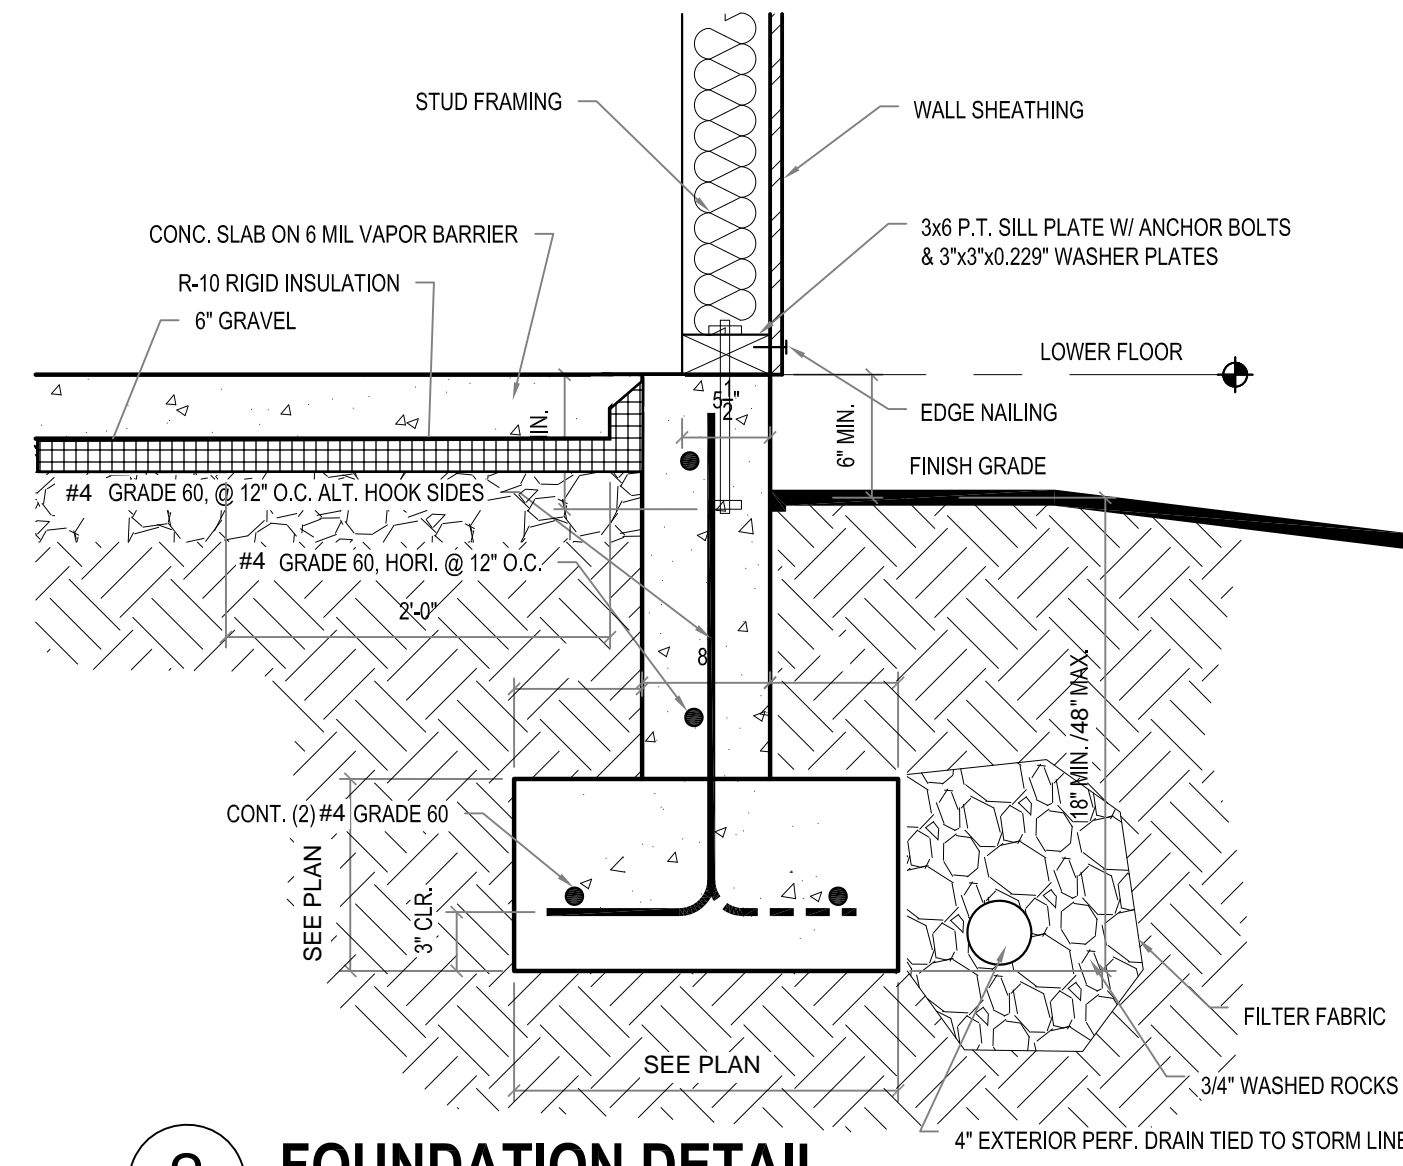 STUD FRAMING
WALL SHEATHING
3x6 P.T. SILL PLATE W/ ANCHOR BOLTS
& 3"x3"x0.229" WASHER PLATES
CONC. SLAB ON 6 MIL VAPOR BARRIER
R-10 RIGID INSULATION
6" GRAVEL
LOWER FLOOR
5 1/2"
6" MIN.
EDGE NAILING
FINISH GRADE
#4 GRADE 60, @ 12" O.C. ALT. HOOK SIDES
#4 GRADE 60, HORI. @ 12" O.C.
2'-0"
8
18" MIN. /48" MAX.
CONT. (2) #4 GRADE 60
SEE PLAN
3" CLR.
FILTER FABRIC
SEE PLAN
3/4" WASHED ROCKS
4" EXTERIOR PERF. DRAIN TIED TO STORM LINE
FOUNDATION DETAIL